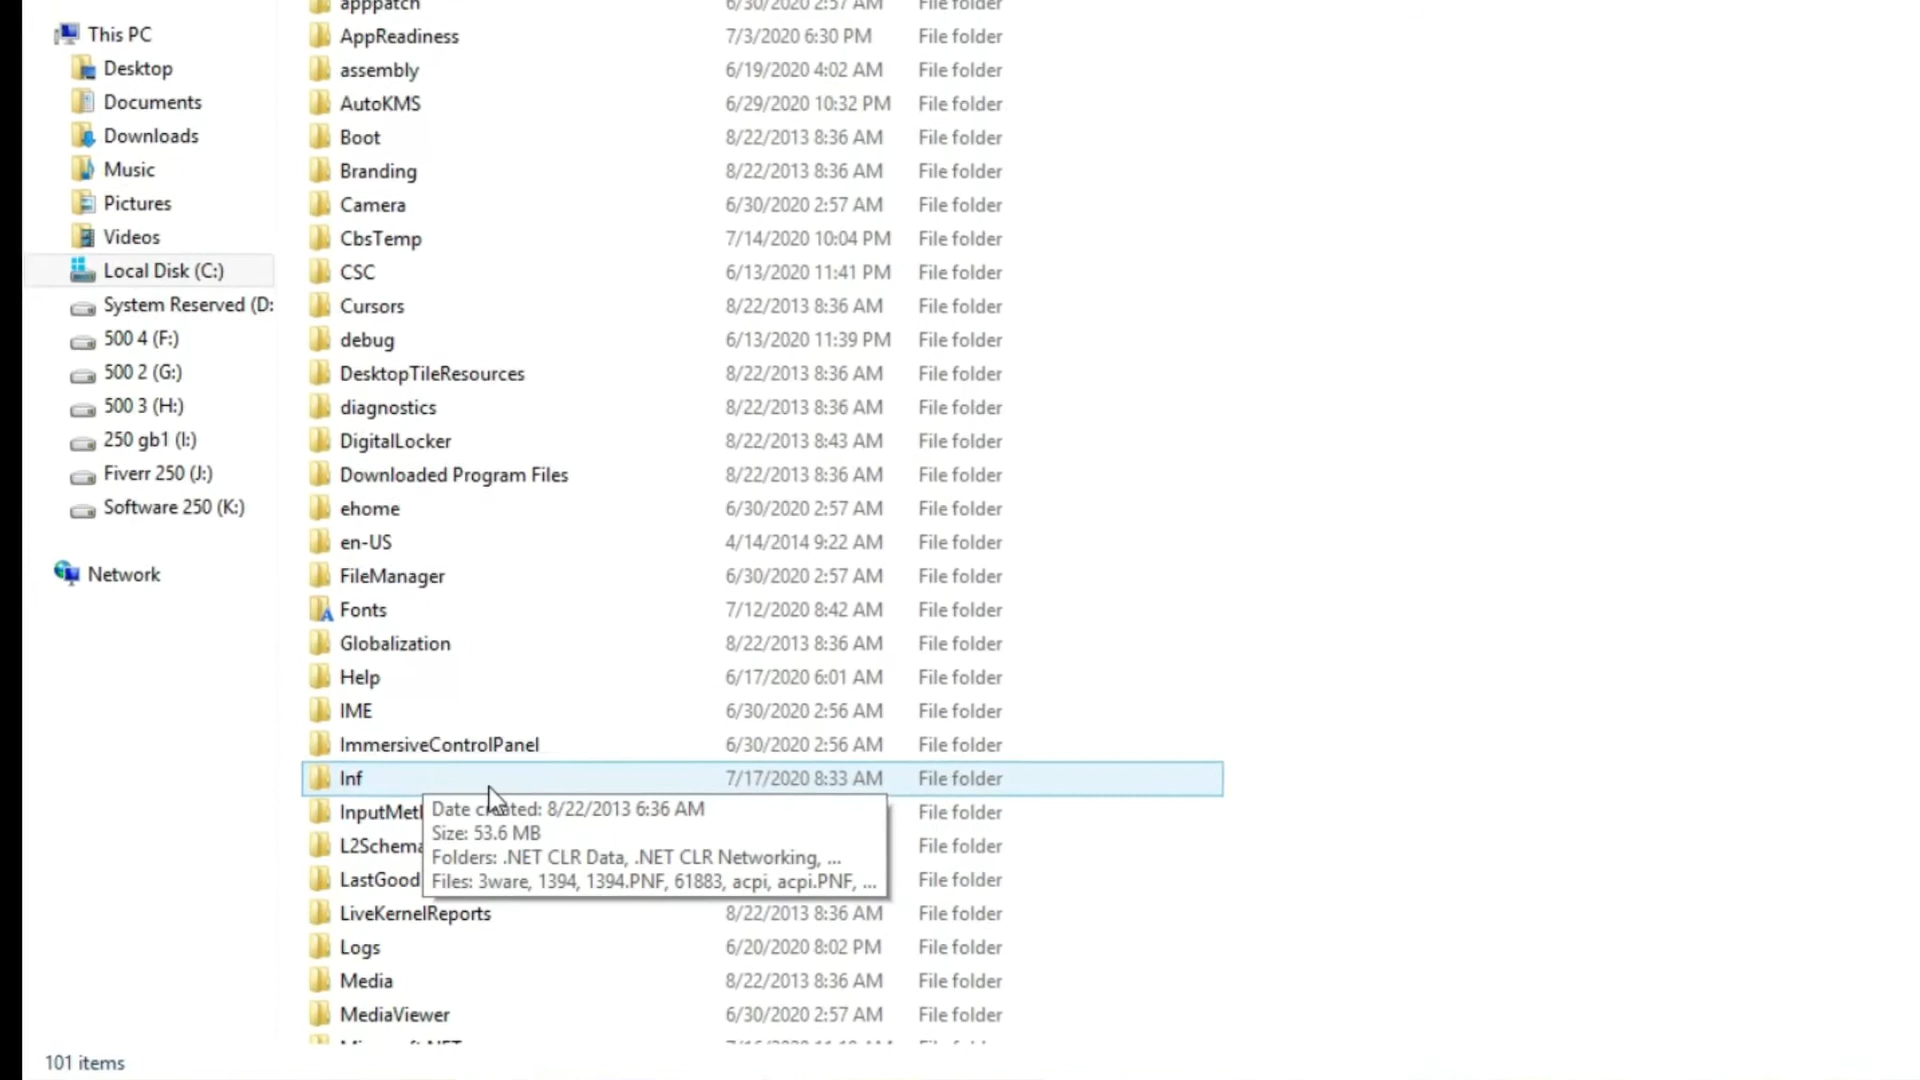 This PC
Desktop
Documents
Downloads
Music
Pictures
Videos
Local Disk (C:)
System Reserved (D:
500 4 (F:)
500 2 (G:)
500 3 (H:)
250 gb1 (I:)
Fiverr 250 (J:)
Software 250 (K:)
Network
apppatch 6/30/2020 2:57 AM File folder
AppReadiness 7/3/2020 6:30 PM File folder
assembly 6/19/2020 4:02 AM File folder
AutoKMS 6/29/2020 10:32 PM File folder
Boot 8/22/2013 8:36 AM File folder
Branding 8/22/2013 8:36 AM File folder
Camera 6/30/2020 2:57 AM File folder
CbsTemp 7/14/2020 10:04 PM File folder
CSC 6/13/2020 11:41 PM File folder
Cursors 8/22/2013 8:36 AM File folder
debug 6/13/2020 11:39 PM File folder
DesktopTileResources 8/22/2013 8:36 AM File folder
diagnostics 8/22/2013 8:36 AM File folder
DigitalLocker 8/22/2013 8:43 AM File folder
Downloaded Program Files 8/22/2013 8:36 AM File folder
ehome 6/30/2020 2:57 AM File folder
en-US 4/14/2014 9:22 AM File folder
FileManager 6/30/2020 2:57 AM File folder
Fonts 7/12/2020 8:42 AM File folder
Globalization 8/22/2013 8:36 AM File folder
Help 6/17/2020 6:01 AM File folder
IME 6/30/2020 2:56 AM File folder
ImmersiveControlPanel 6/30/2020 2:56 AM File folder
Inf 7/17/2020 8:33 AM File folder
InputMet File folder
L2Schema File folder
LastGood File folder
Date created: 8/22/2013 6:36 AM
Size: 53.6 MB
Folders: .NET CLR Data, .NET CLR Networking, ...
Files: 3ware, 1394, 1394.PNF, 61883, acpi, acpi.PNF, ...
LiveKernelReports 8/22/2013 8:36 AM File folder
Logs 6/20/2020 8:02 PM File folder
Media 8/22/2013 8:36 AM File folder
MediaViewer 6/30/2020 2:57 AM File folder
101 items